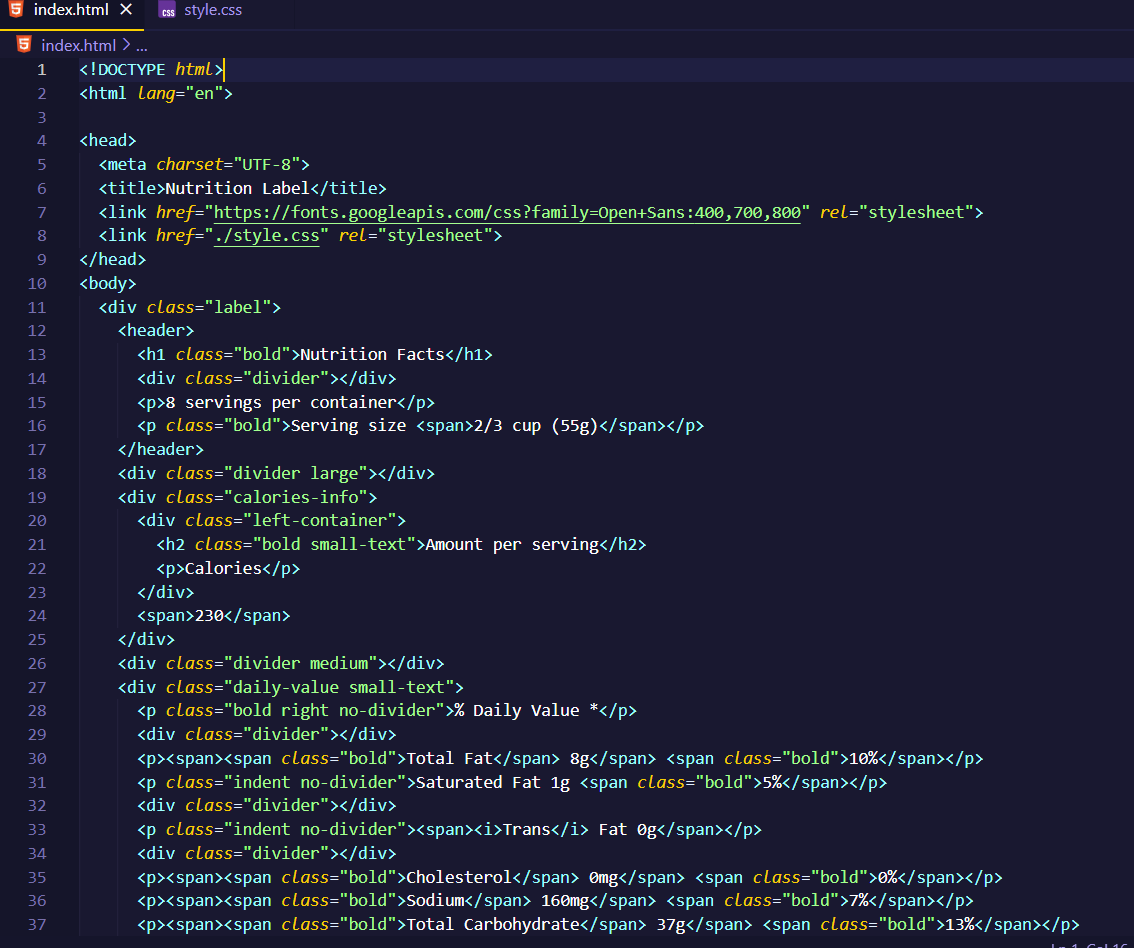 index.html
style.css
index.html > ...
1 <!DOCTYPE html>
2 <html lang="en">
3
4 <head>
5   <meta charset="UTF-8">
6   <title>Nutrition Label</title>
7   <link href="https://fonts.googleapis.com/css?family=Open+Sans:400,700,800" rel="stylesheet">
8   <link href="./style.css" rel="stylesheet">
9 </head>
10 <body>
11   <div class="label">
12     <header>
13       <h1 class="bold">Nutrition Facts</h1>
14       <div class="divider"></div>
15       <p>8 servings per container</p>
16       <p class="bold">Serving size <span>2/3 cup (55g)</span></p>
17     </header>
18     <div class="divider large"></div>
19     <div class="calories-info">
20       <div class="left-container">
21         <h2 class="bold small-text">Amount per serving</h2>
22         <p>Calories</p>
23       </div>
24       <span>230</span>
25     </div>
26     <div class="divider medium"></div>
27     <div class="daily-value small-text">
28       <p class="bold right no-divider">% Daily Value *</p>
29       <div class="divider"></div>
30       <p><span><span class="bold">Total Fat</span> 8g</span> <span class="bold">10%</span></p>
31       <p class="indent no-divider">Saturated Fat 1g <span class="bold">5%</span></p>
32       <div class="divider"></div>
33       <p class="indent no-divider"><span><i>Trans</i> Fat 0g</span></p>
34       <div class="divider"></div>
35       <p><span><span class="bold">Cholesterol</span> 0mg</span> <span class="bold">0%</span></p>
36       <p><span><span class="bold">Sodium</span> 160mg</span> <span class="bold">7%</span></p>
37       <p><span><span class="bold">Total Carbohydrate</span> 37g</span> <span class="bold">13%</span></p>